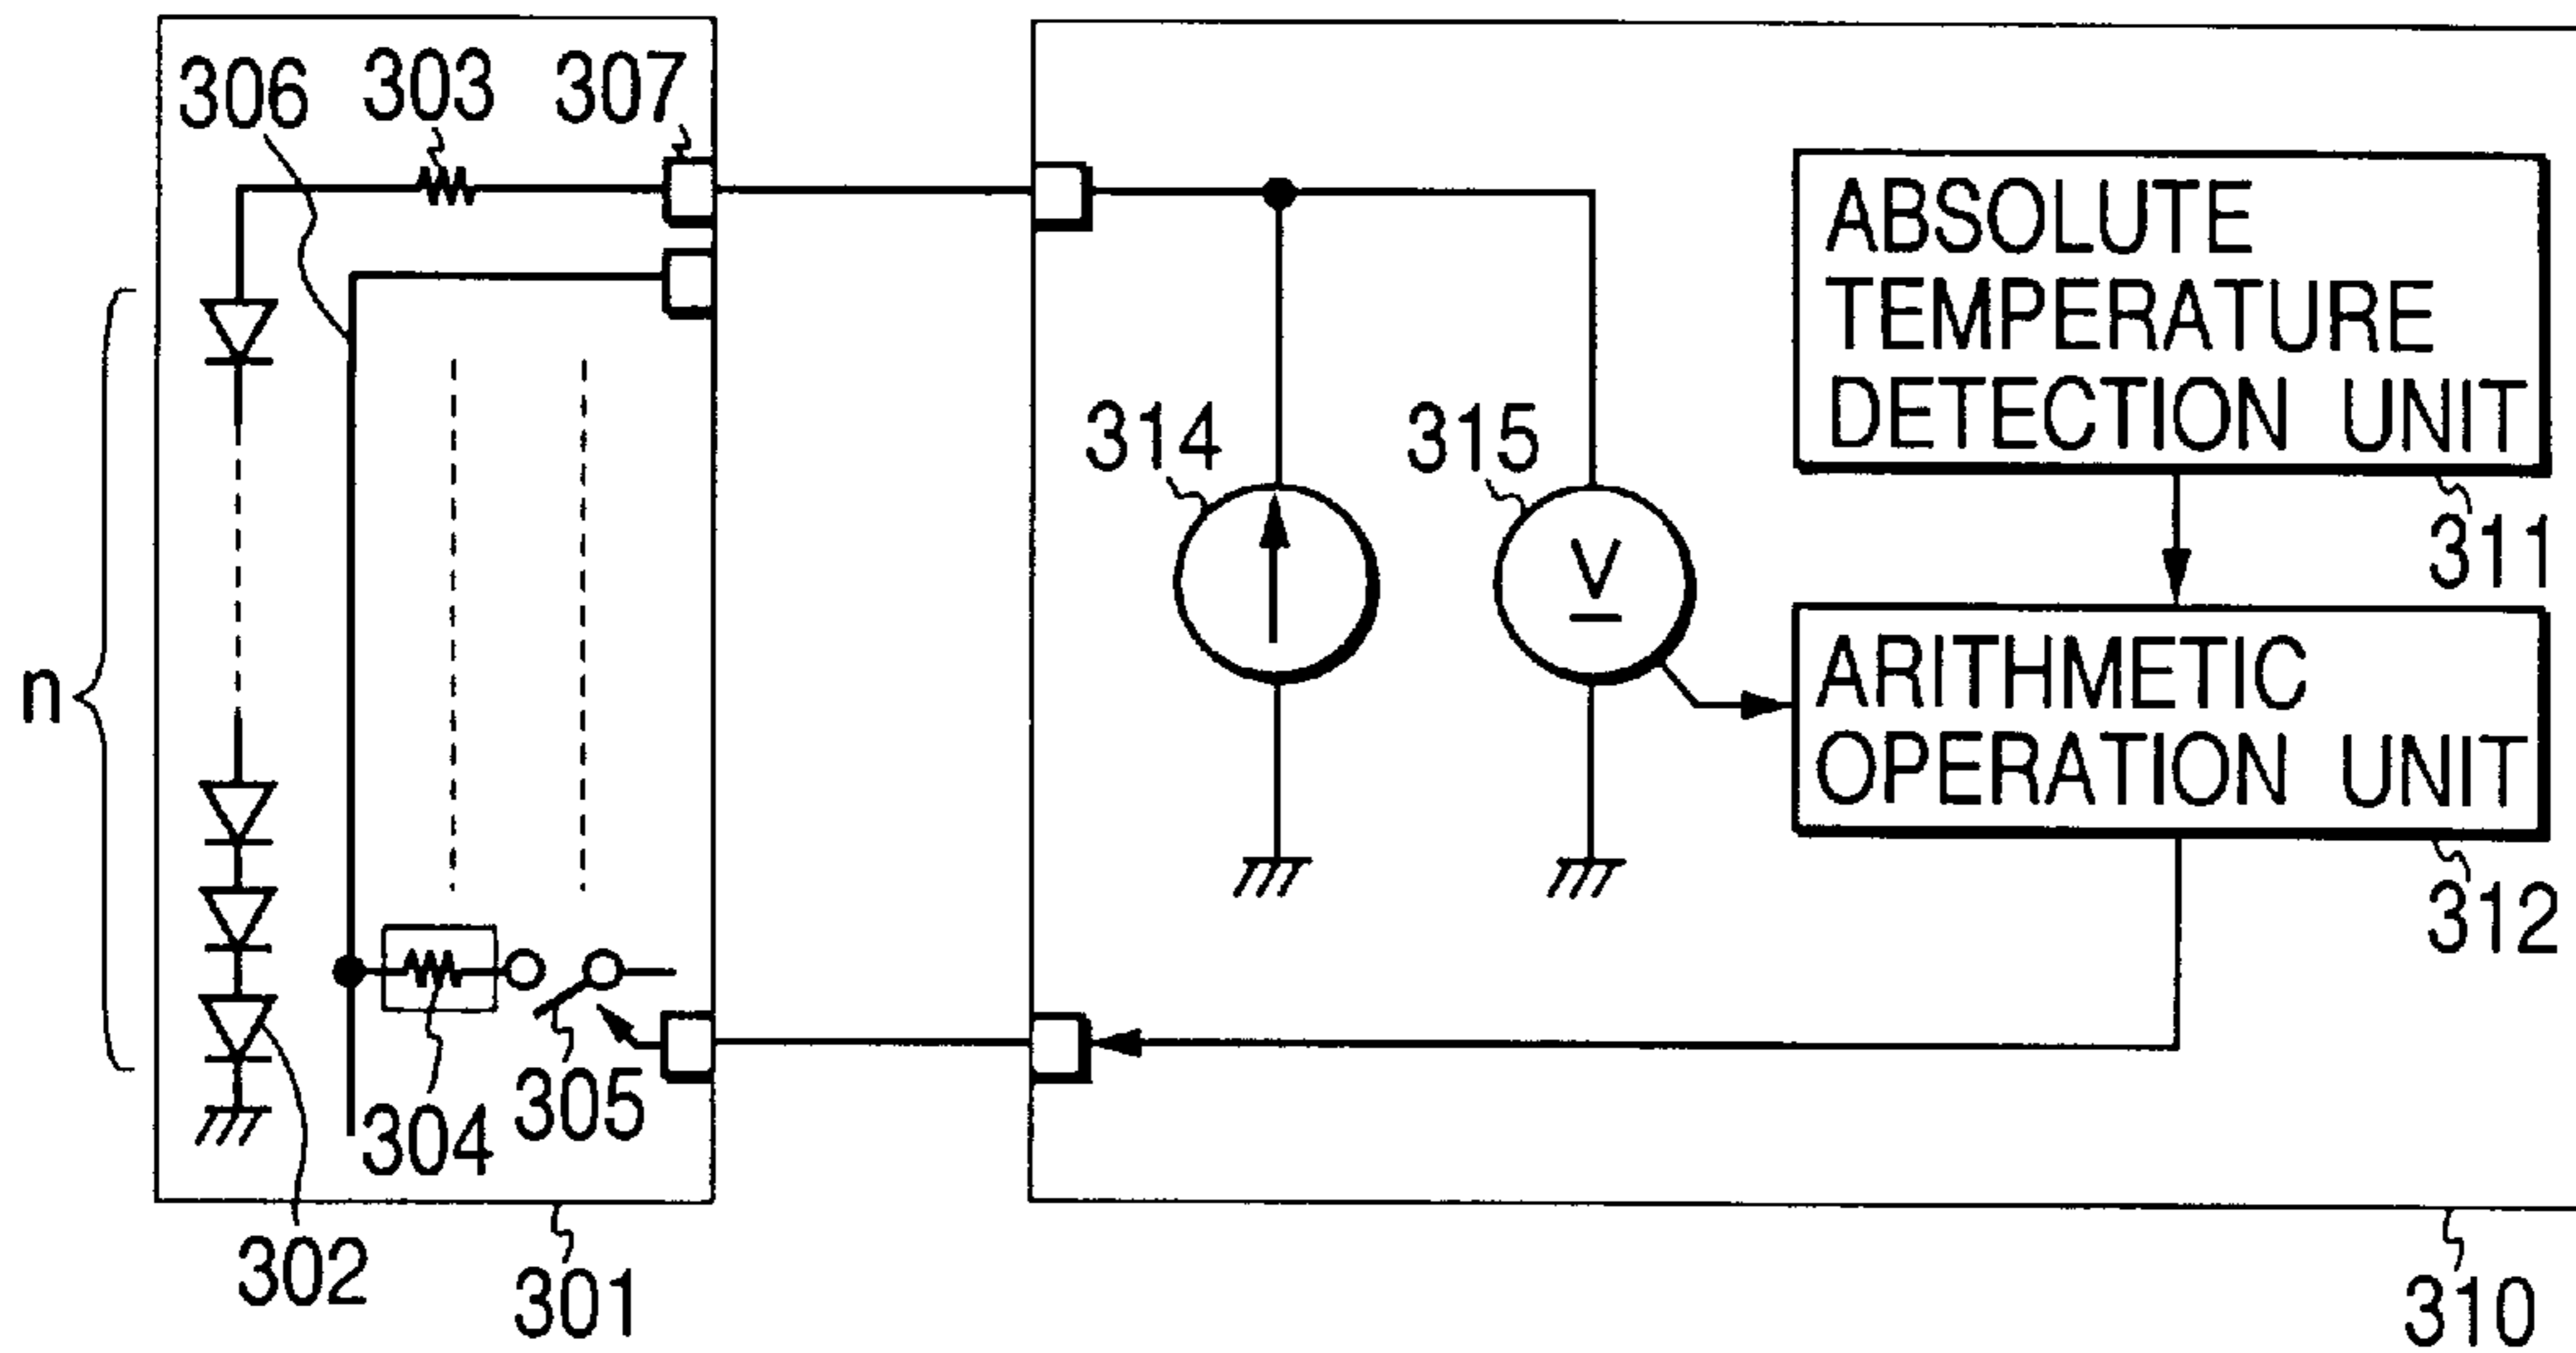 306 303 307
ABSOLUTE
TEMPERATURE
DETECTION UNIT
314 315
311
V
n
ARITHMETIC
OPERATION UNIT
312
305
304
302
301
310